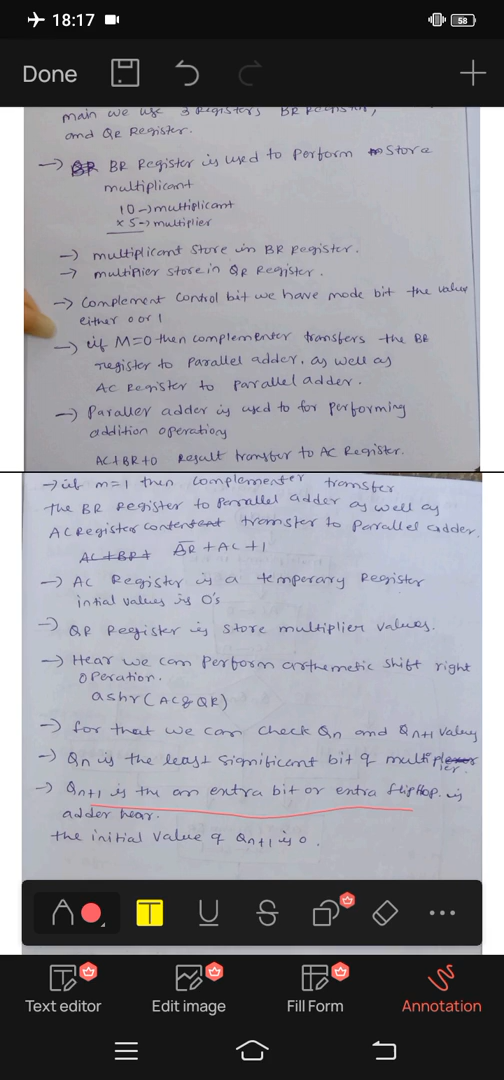 18:17
58
Done
main we use 3 Registers BR Register,
and QR Register.
→ BR BR Register is used to perform store
multiplicant
10 → multiplicant
x 5 → multiplier
→ multiplicant store in BR Register.
→ multiplier store in QR Register.
→ complement control bit we have mode bit the value
either 0 or 1
→ if M=0 then complementer transfers the BR
register to parallel adder, as well as
AC Register to parallel adder.
→ Parallel adder is used to for performing
addition operation,
AC+BR+0 result transfer to AC Register.
→ if m=1 then complementer transfer
the BR register to parallel adder as well as
AC Register content transfer to parallel adder.
AC+BR+ B̅R̅ + AC + 1
→ AC Register is a temperary Register
intial values is 0's
→ QR Register is store multiplier values.
→ Hear we can perform arthemetic shift right
operation.
ashr (AC & QR)
→ for that we can check Qn and Qn+1 values
→ Qn is the least significant bit of multiplier.
→ Qn+1 is the an extra bit or extra flipflop is
adder hear.
the initial value of Qn+1 is 0.
T
U
S
Text editor
Edit image
Fill Form
Annotation